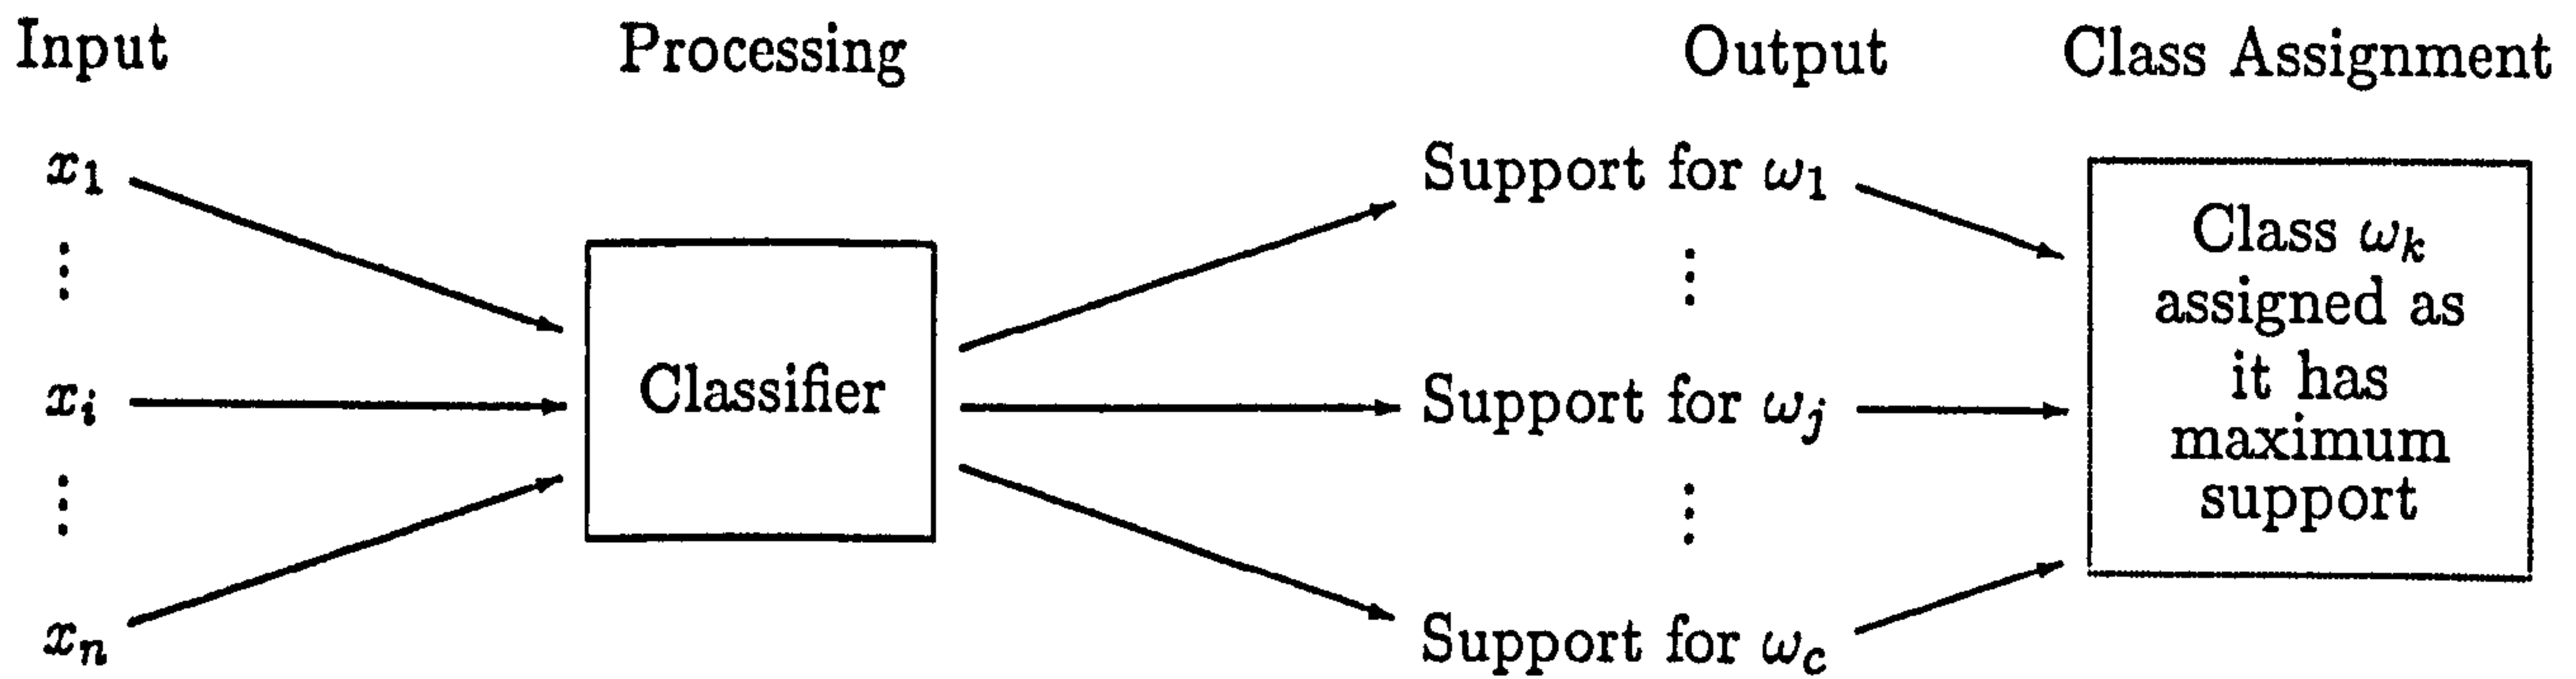 Input Processing Output Class Assignment
x₁ Support for ω₁
⋮ ⋮
xᵢ Classifier Support for ωⱼ
⋮ ⋮
xₙ Support for ω_c
Class ωₖ
assigned as
it has
maximum
support